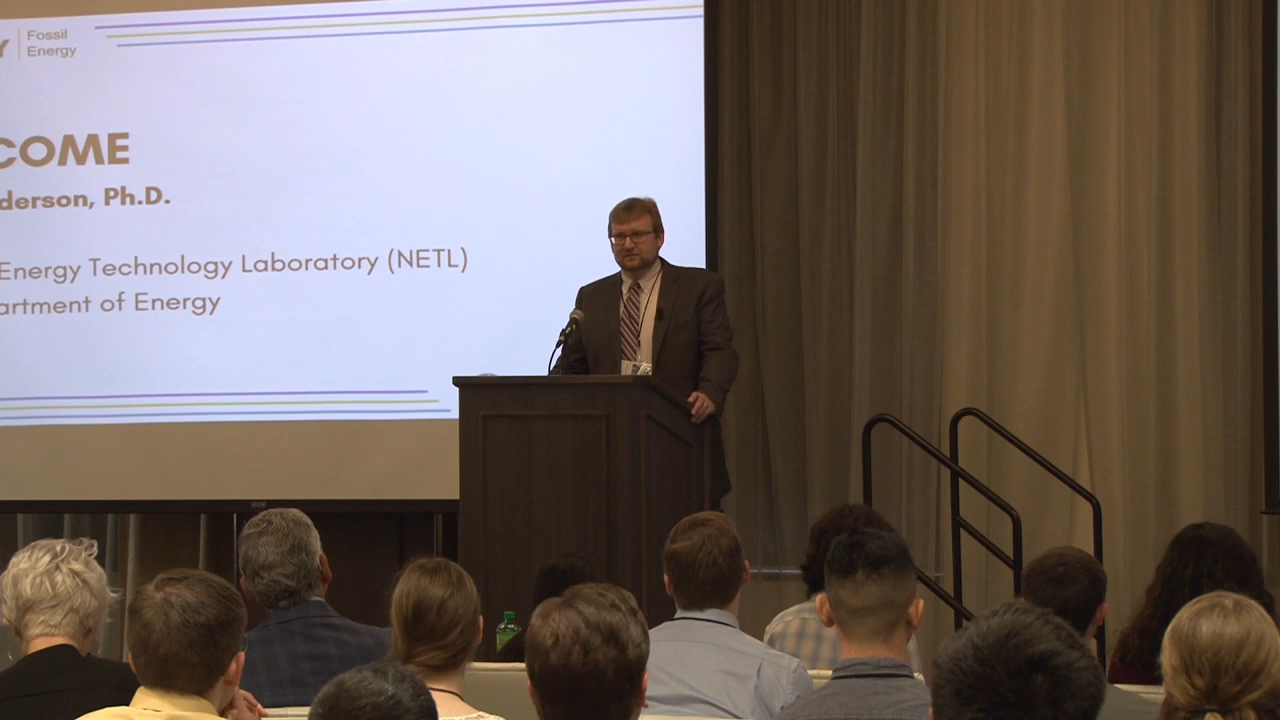 Y
Fossil
Energy
COME
derson, Ph.D.
Energy Technology Laboratory (NETL)
artment of Energy